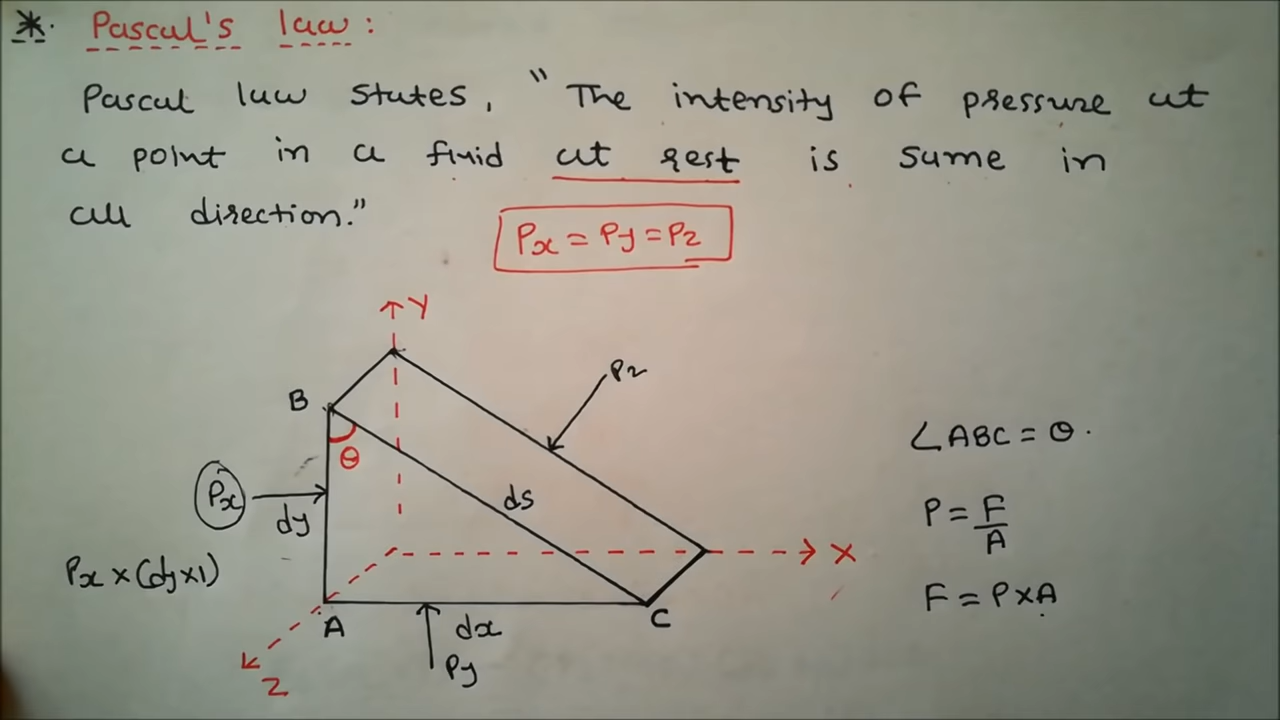 * Pascal's law:
Pascal law states, "The intensity of pressure at
a point in a fluid at rest is same in
all direction."
Px = Py = Pz
Y
Pz
B
θ
∠ABC = θ.
Px
ds
dy
P = F/A
X
Px × (dy×1)
F = P×A
A
dx
C
Py
Z